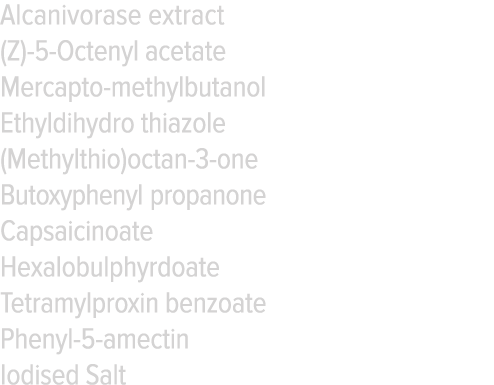 Alcanivorase extract
(Z)-5-Octenyl acetate
Mercapto-methylbutanol
Ethyldihydro thiazole
(Methylthio)octan-3-one
Butoxyphenyl propanone
Capsaicinoate
Hexalobulphyrdoate
Tetramylproxin benzoate
Phenyl-5-amectin
Iodised Salt